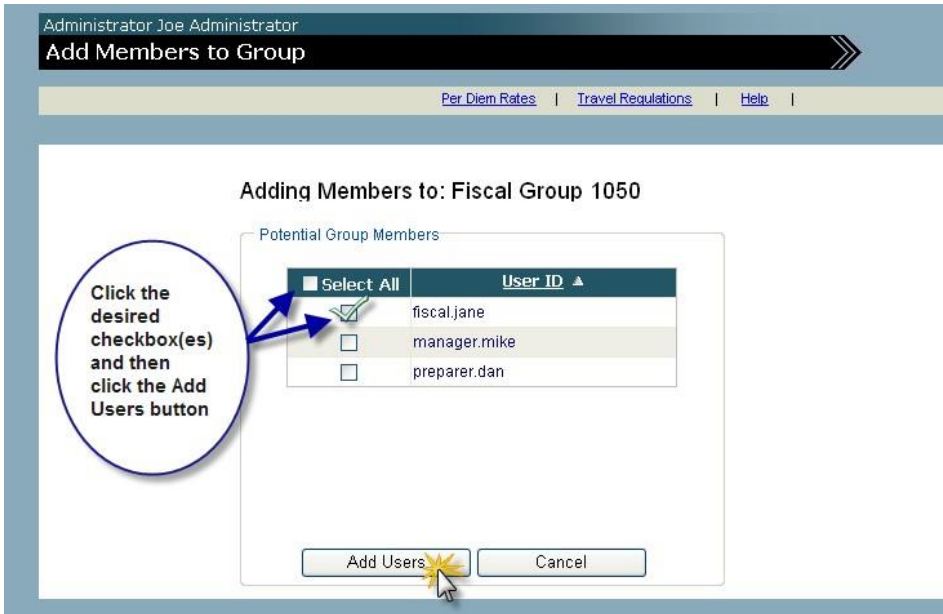 Administrator Joe Administrator
Add Members to Group
Per Diem Rates | Travel Regulations | Help |
Adding Members to: Fiscal Group 1050
Potential Group Members
Click the
desired
checkbox(es)
and then
click the Add
Users button
Select All User ID
fiscal.jane
manager.mike
preparer.dan
Add Users Cancel